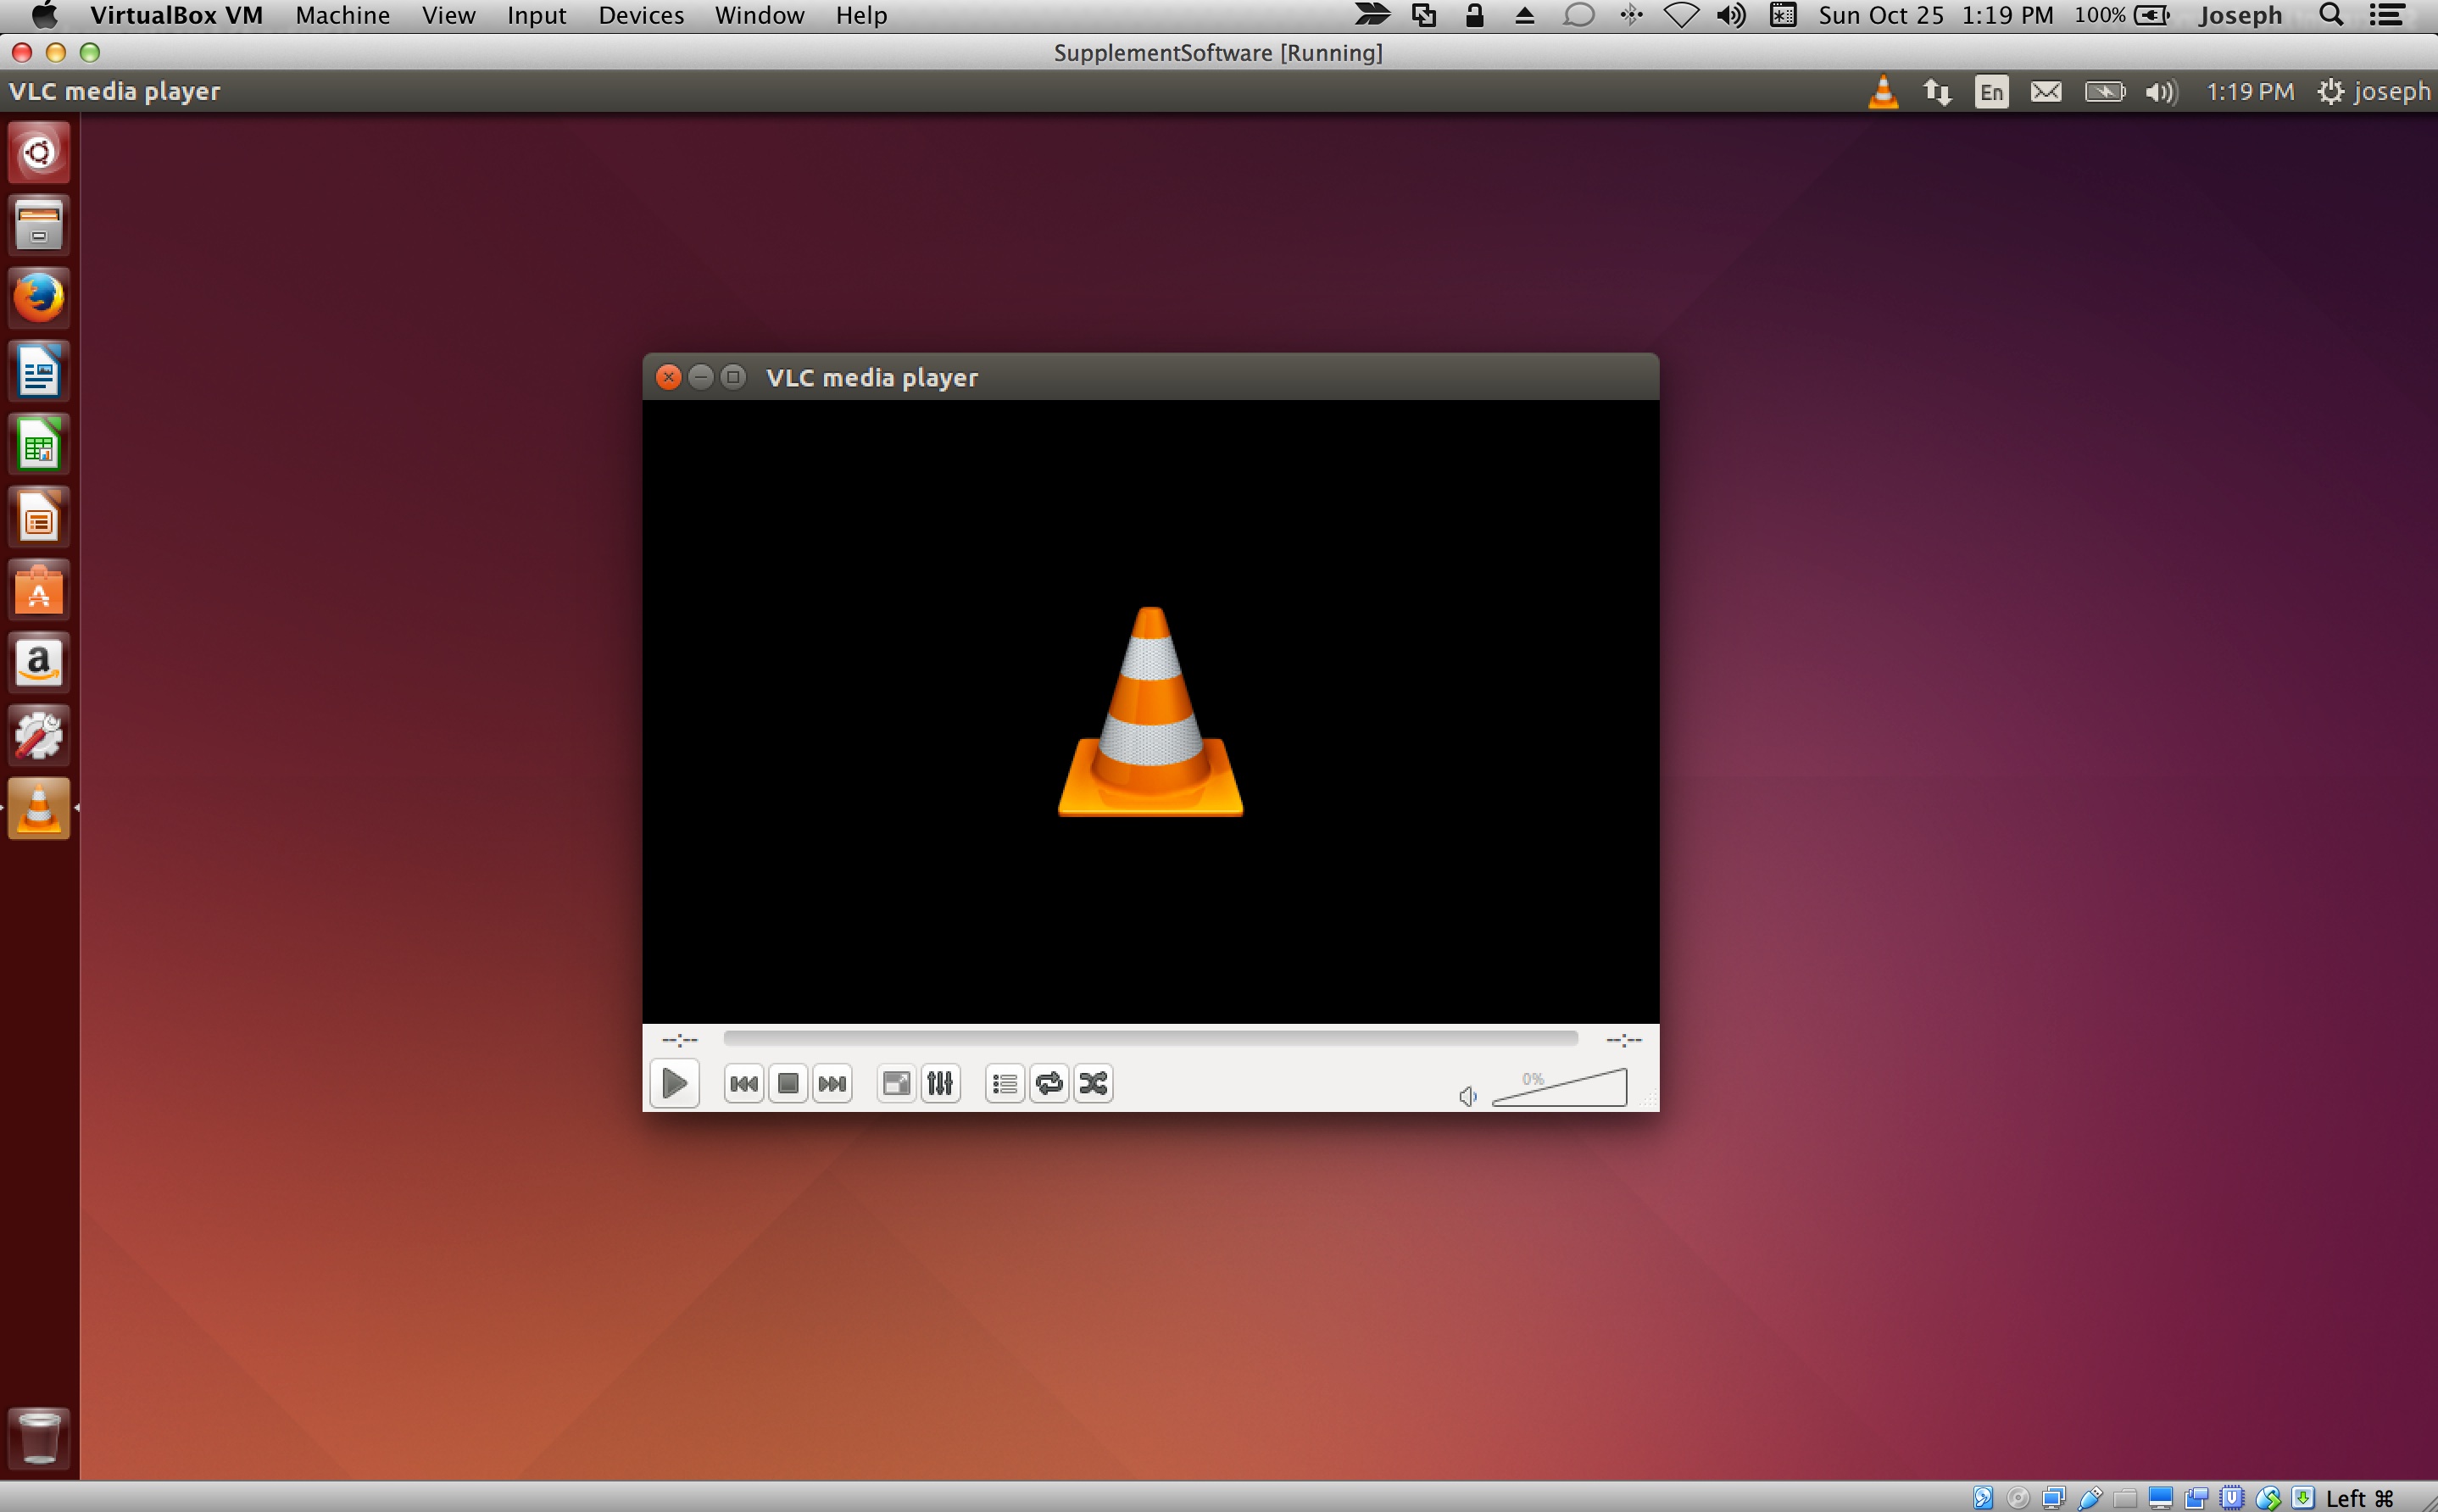 VirtualBox VM Machine View Input Devices Window Help Sun Oct 25 1:19 PM 100% Joseph
SupplementSoftware [Running]
VLC media player En 1:19 PM joseph
VLC media player
a
--:-- --:--
0%
Left ⌘